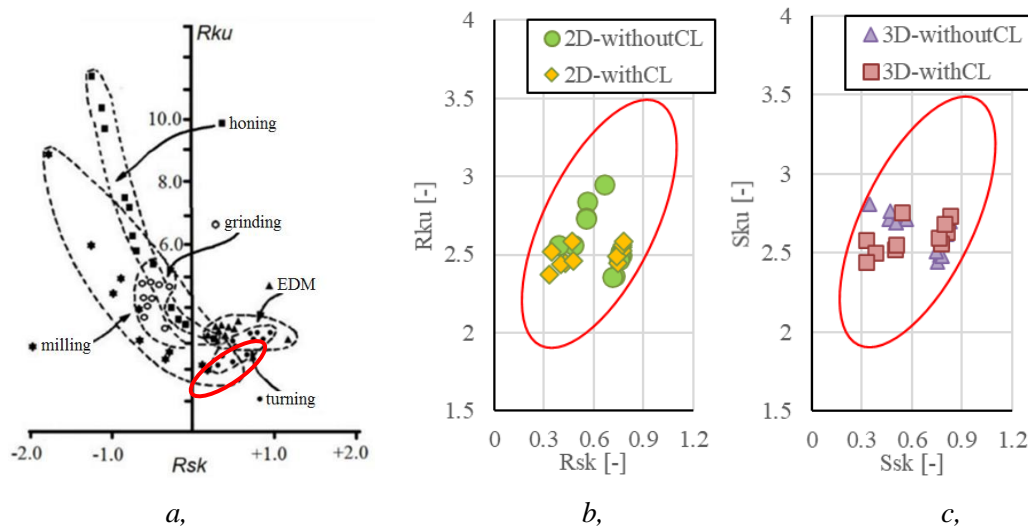 Rku
honing
10.0
8.0
grinding
6.0
EDM
milling
turning
-2.0
-1.0
+1.0
+2.0
Rsk
a,
4
2D-withoutCL
2D-withCL
3.5
3
Rku [-]
2.5
2
1.5
0
0.3
0.6
0.9
1.2
Rsk [-]
b,
4
3D-withoutCL
3D-withCL
3.5
3
Sku [-]
2.5
2
1.5
0
0.3
0.6
0.9
1.2
Ssk [-]
c,